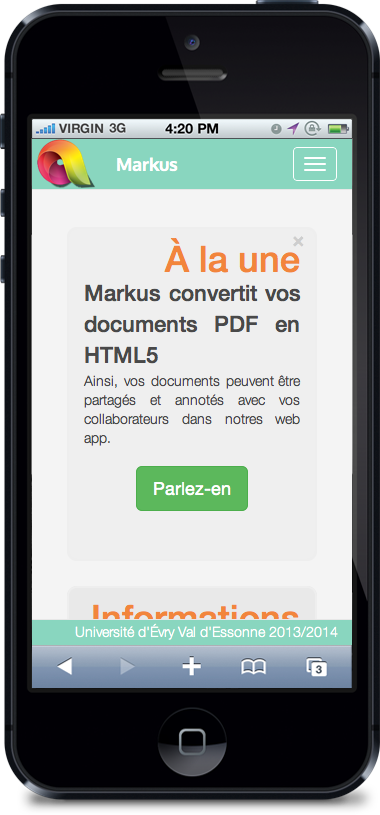 VIRGIN 3G 4:20 PM
Markus
×
À la une
Markus convertit vos
documents PDF en
HTML5
Ainsi, vos documents peuvent être
partagés et annotés avec vos
collaborateurs dans notres web
app.
Parlez-en
Informations
Université d'Évry Val d'Essonne 2013/2014
3